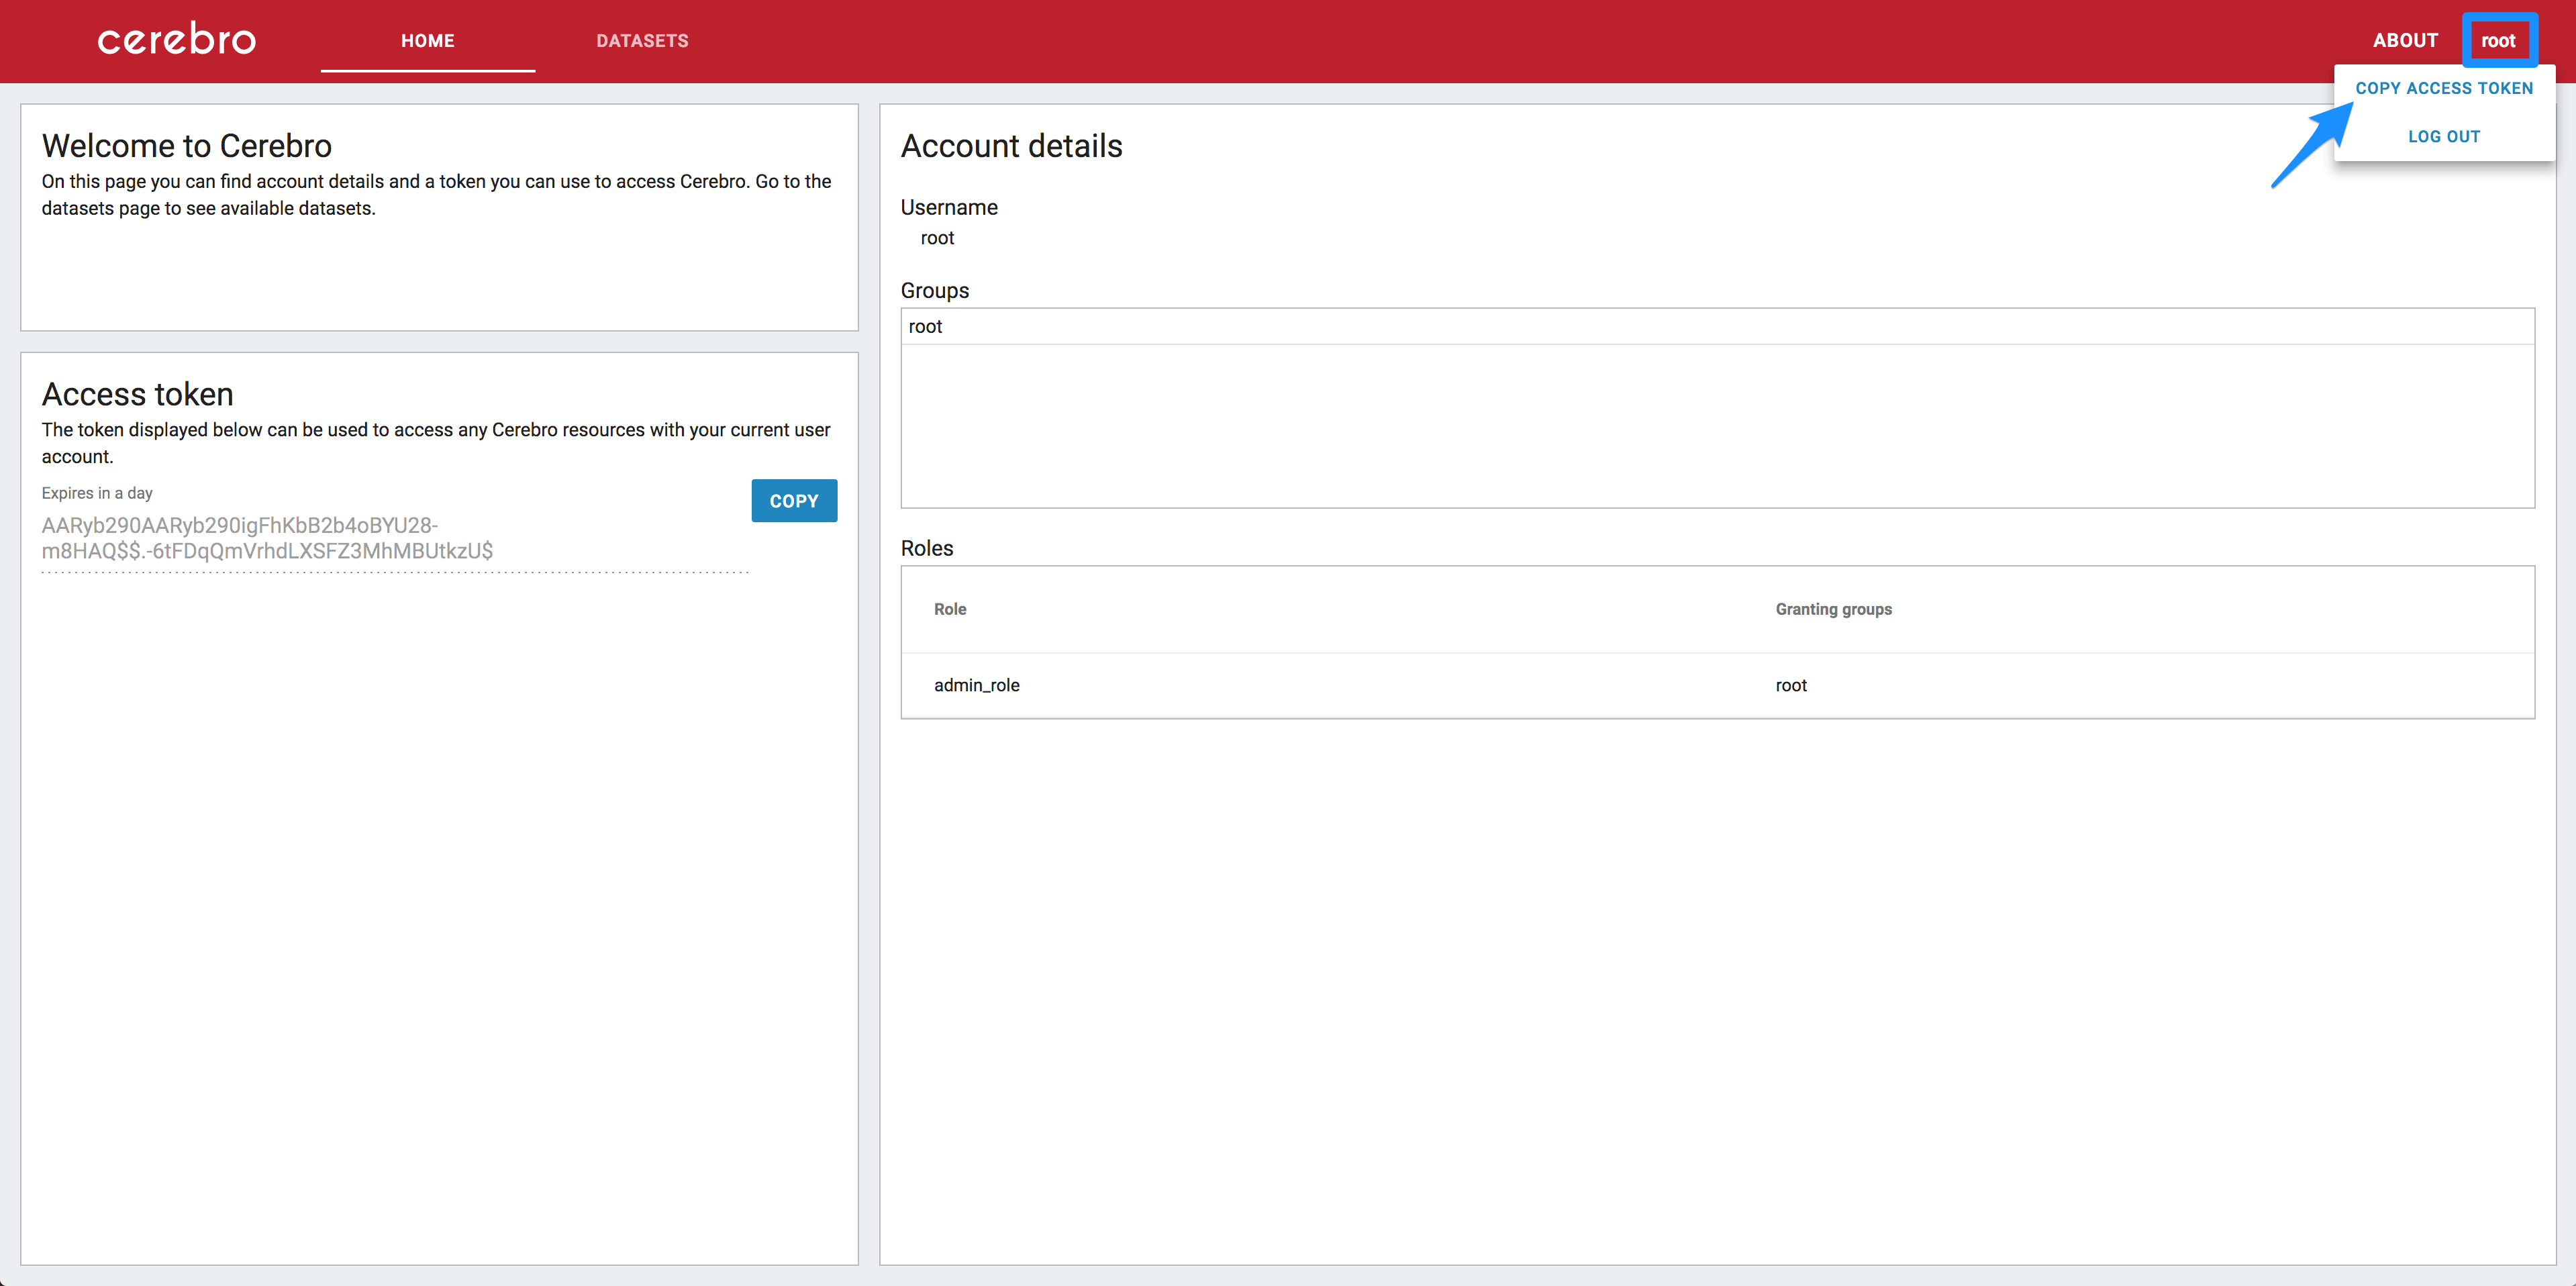 cerebro
HOME
DATASETS
ABOUT
root
COPY ACCESS TOKEN
LOG OUT
Welcome to Cerebro
On this page you can find account details and a token you can use to access Cerebro. Go to the
datasets page to see available datasets.
Access token
The token displayed below can be used to access any Cerebro resources with your current user
account.
Expires in a day
AARyb290AARyb290igFhKbB2b4oBYU28-
m8HAQ$$.-6tFDqQmVrhdLXSFZ3MhMBUtkzU$
COPY
Account details
Username
root
Groups
root
Roles
Role
Granting groups
admin_role
root